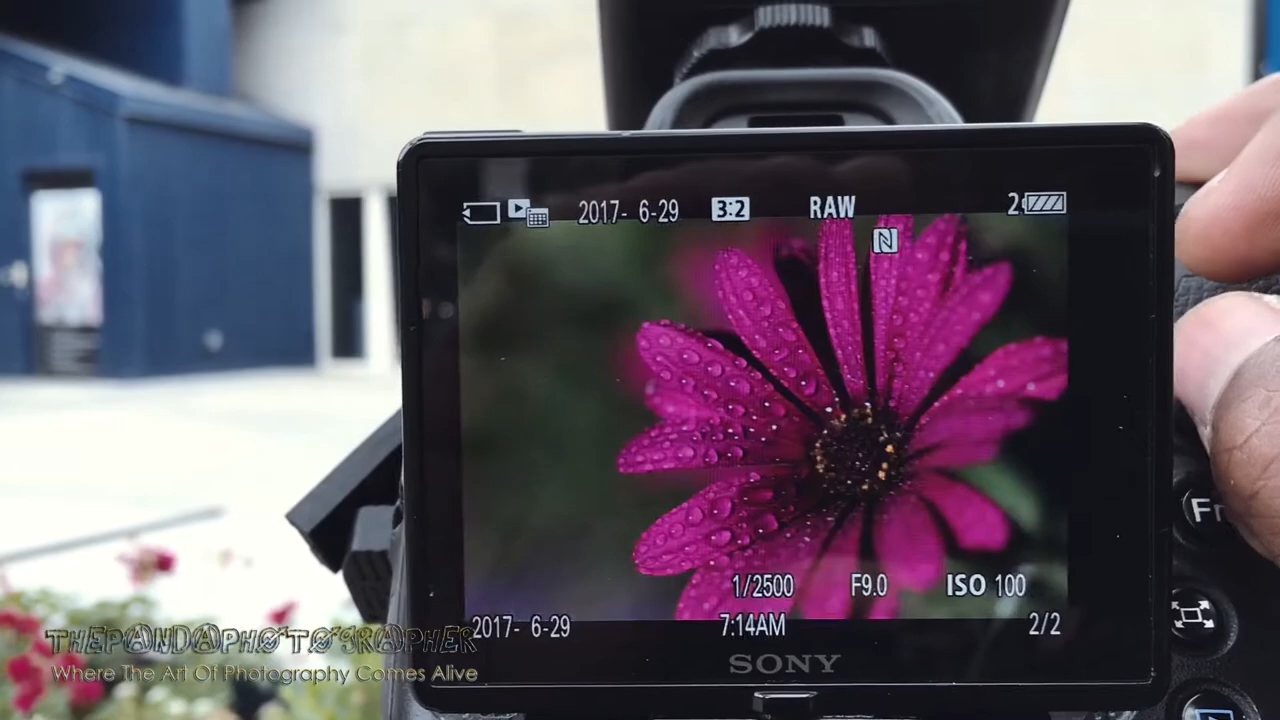 2017- 6-29 3:2 RAW 2
N
1/2500 F9.0 ISO 100
2017- 6-29 7:14AM 2/2
SONY
Fn
THEPANDAPHOTOGRAPHER
Where The Art Of Photography Comes Alive